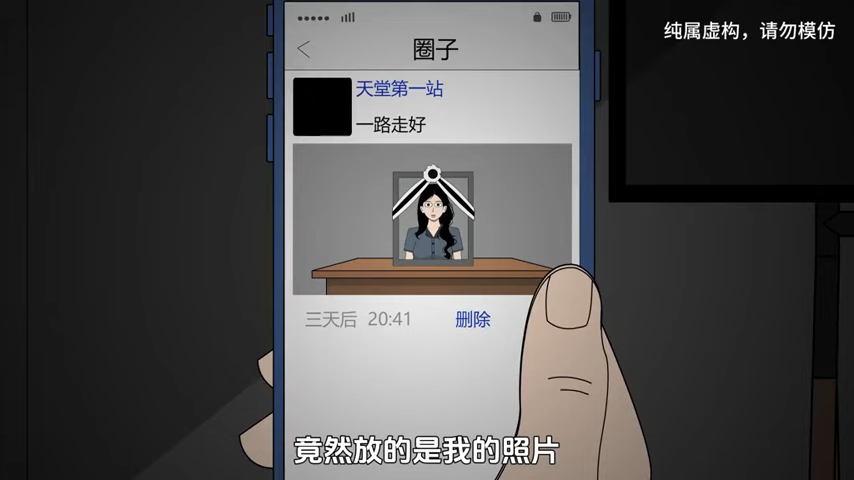 纯属虚构，请勿模仿
圈子
天堂第一站
一路走好
三天后 20:41 删除
竟然放的是我的照片